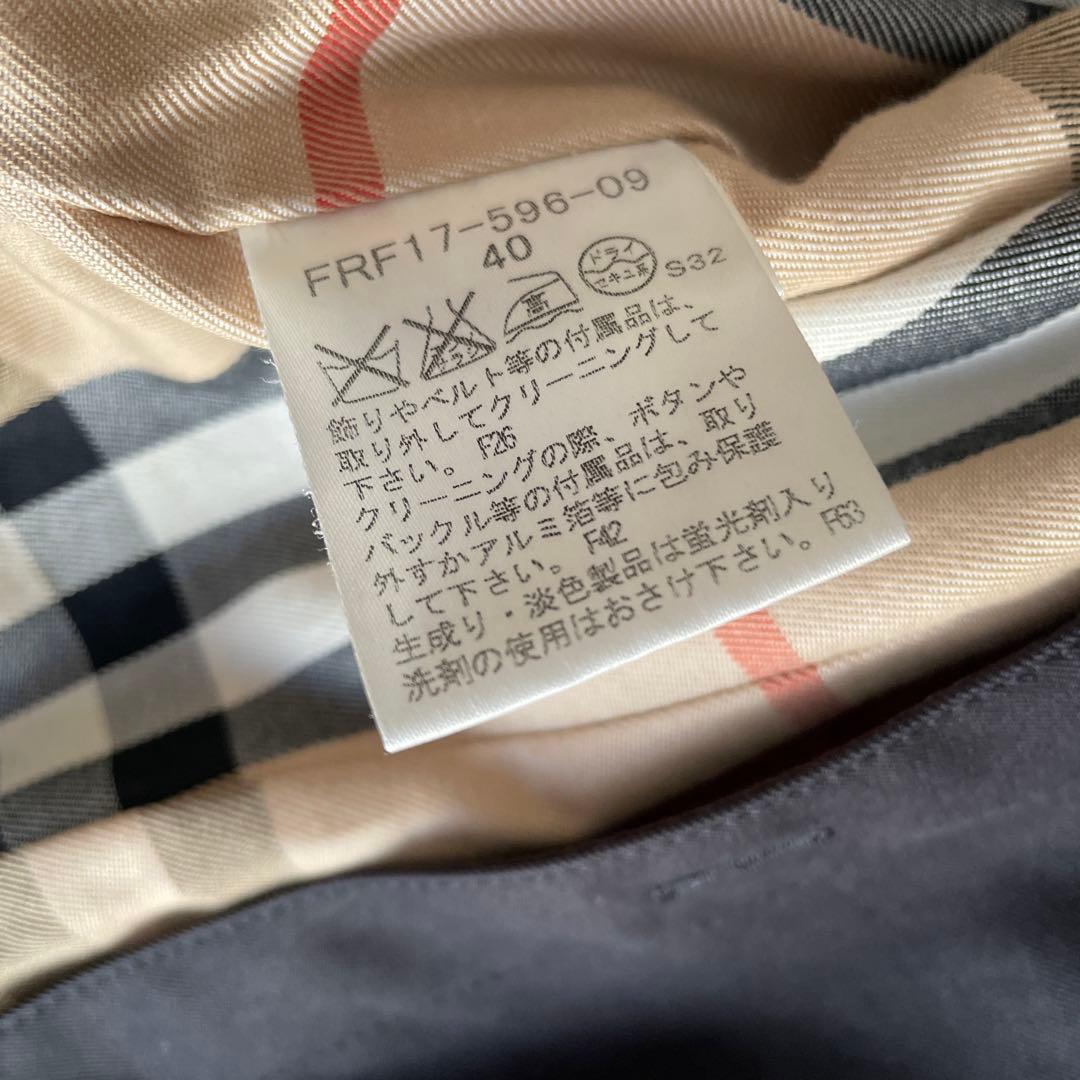 FRF17-596-09
40
エンソ
高
ドライ
セキユ系
S32
飾りやベルト等の付属品は、
取り外してクリーニングして
下さい。 F26
クリーニングの際、ボタンや
バックル等の付属品は、取り
外すかアルミ箔等に包み保護
して下さい。 F42
生成り・淡色製品は蛍光剤入り
洗剤の使用はおさけ下さい。 F63